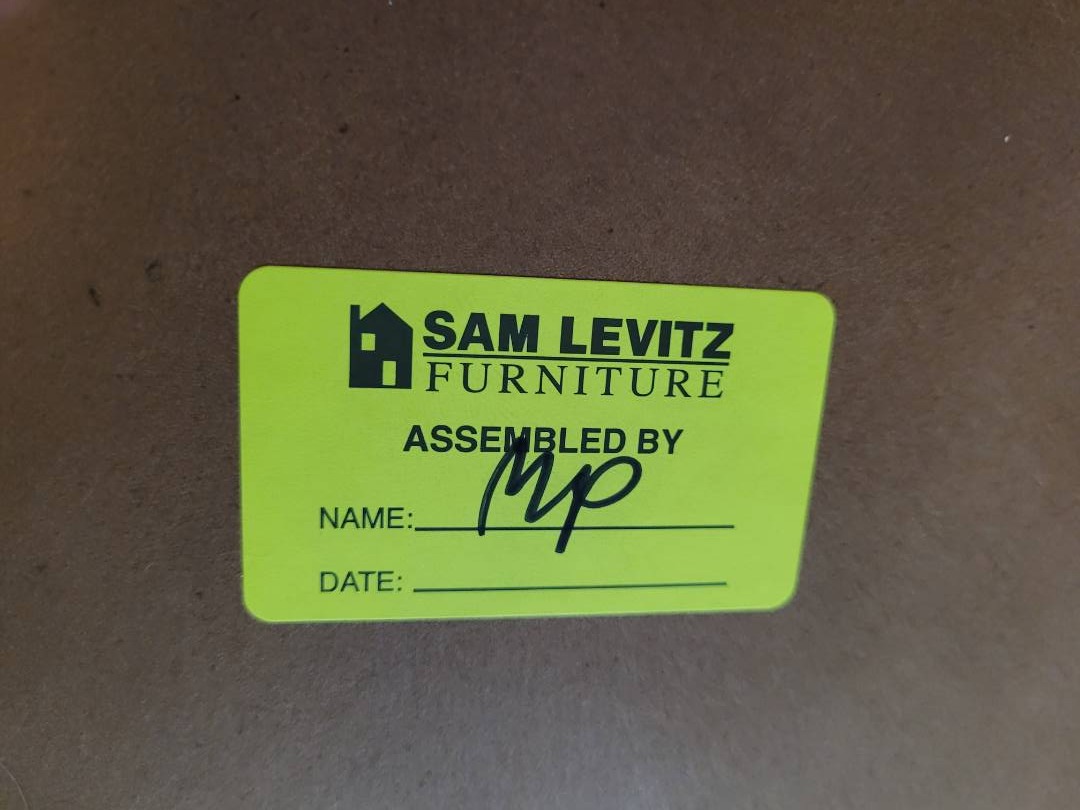 SAM LEVITZ
FURNITURE
ASSEMBLED BY
NAME: MP
DATE: